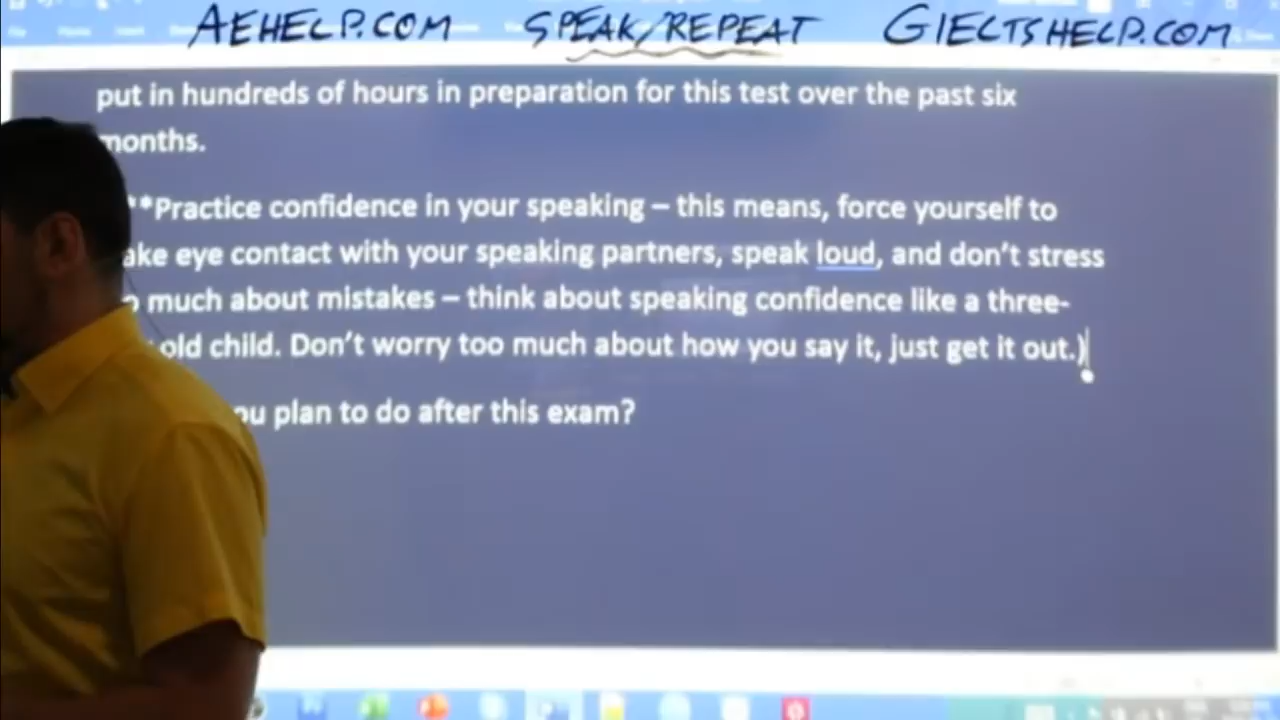 AEHELP.COM SPEAK/REPEAT GIELTSHELP.COM
put in hundreds of hours in preparation for this test over the past six
months.
**Practice confidence in your speaking – this means, force yourself to
ake eye contact with your speaking partners, speak loud, and don't stress
much about mistakes – think about speaking confidence like a three-
old child. Don't worry too much about how you say it, just get it out.)
ou plan to do after this exam?